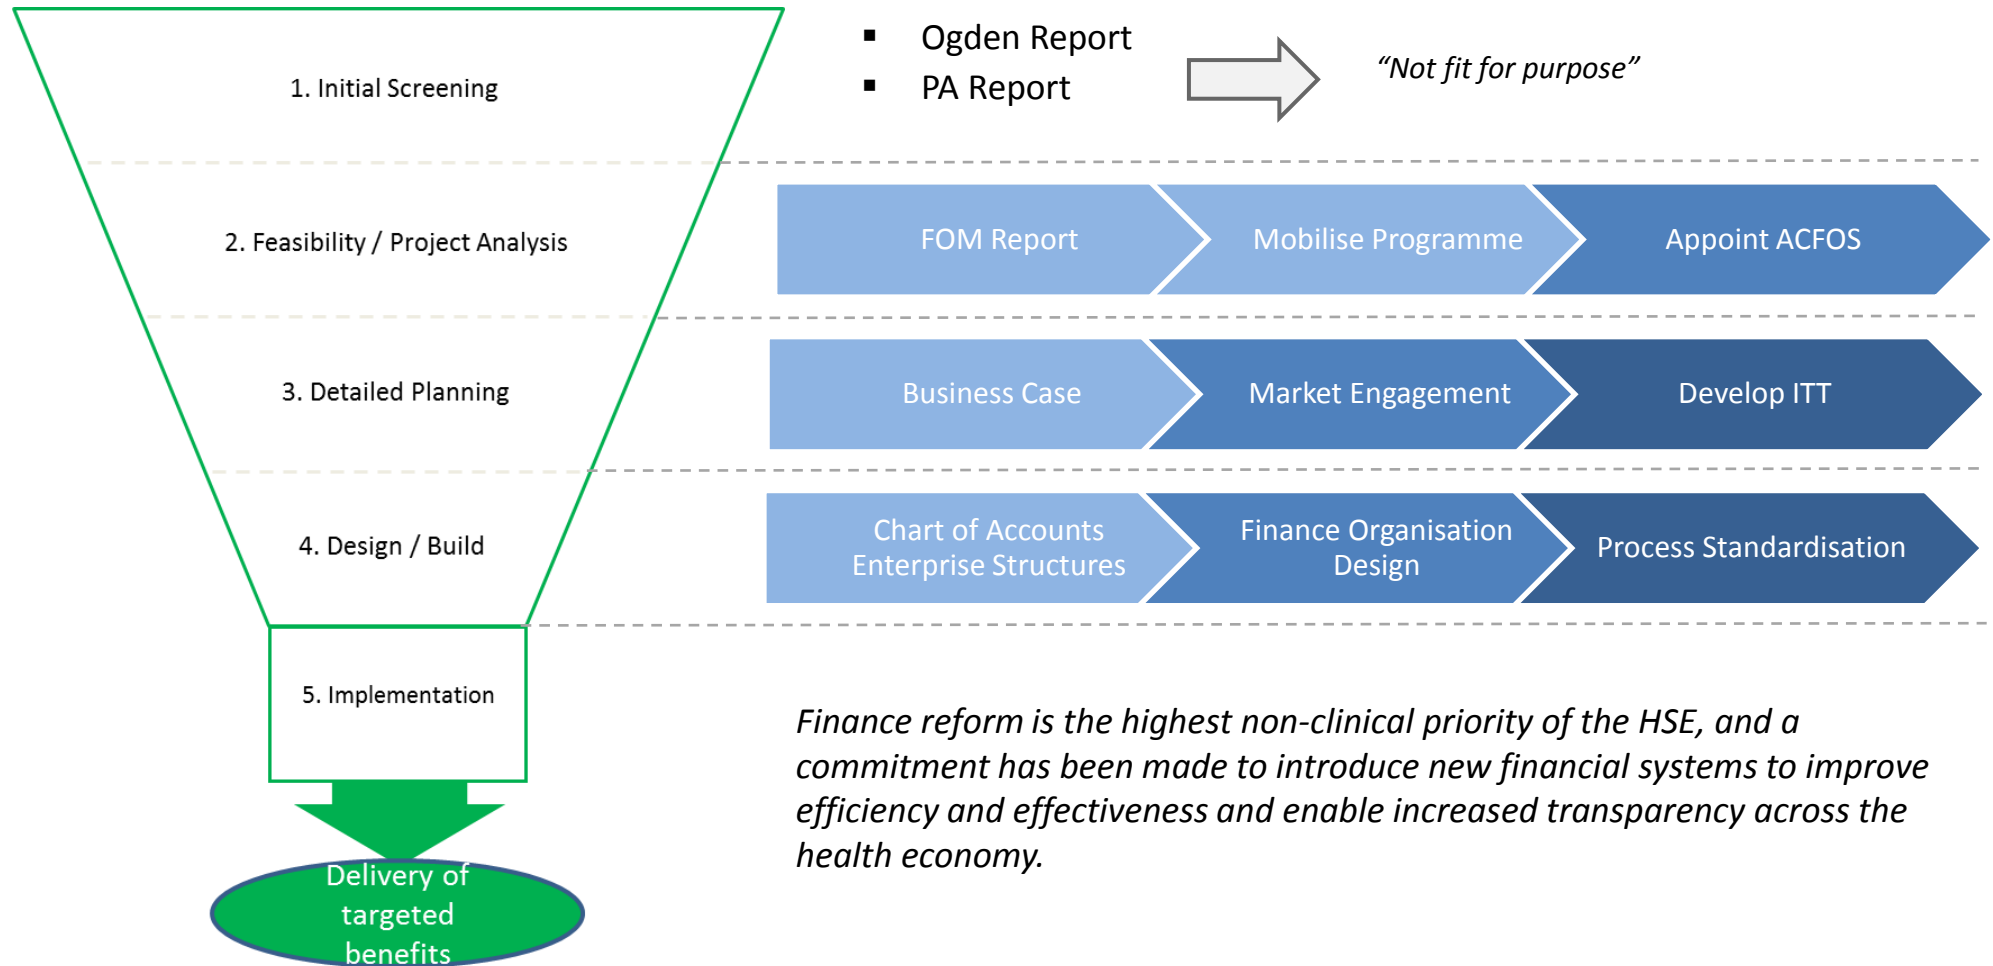 1. Initial Screening
▪ Ogden Report
▪ PA Report
“Not fit for purpose”
2. Feasibility / Project Analysis
FOM Report
Mobilise Programme
Appoint ACFOS
3. Detailed Planning
Business Case
Market Engagement
Develop ITT
4. Design / Build
Chart of Accounts
Enterprise Structures
Finance Organisation
Design
Process Standardisation
5. Implementation
Finance reform is the highest non-clinical priority of the HSE, and a
commitment has been made to introduce new financial systems to improve
efficiency and effectiveness and enable increased transparency across the
health economy.
Delivery of
targeted
benefits